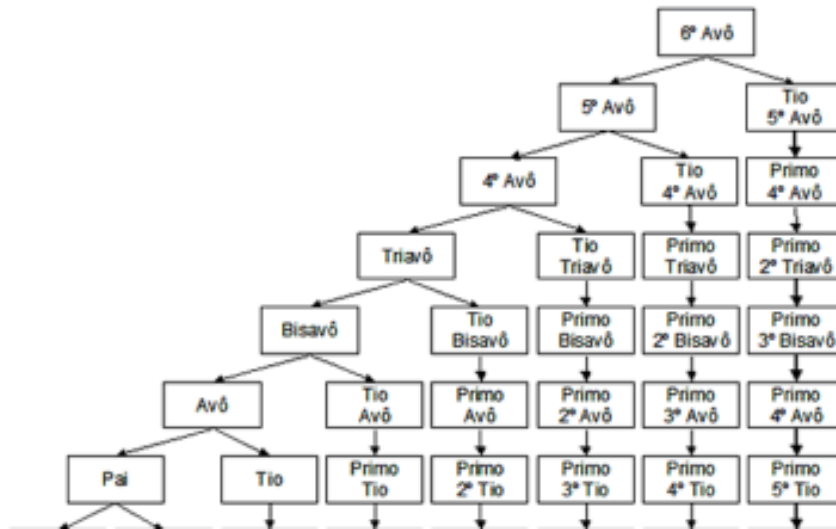 6º Avô
5º Avô
Tio
5º Avô
4º Avô
Tio
4º Avô
Primo
4º Avô
Triavô
Tio
Triavô
Primo
Triavô
Primo
2º Triavô
Bisavô
Tio
Bisavô
Primo
Bisavô
Primo
2º Bisavô
Primo
3º Bisavô
Avô
Tio
Avô
Primo
Avô
Primo
2º Avô
Primo
3º Avô
Primo
4º Avô
Pai
Tio
Primo
Tio
Primo
2º Tio
Primo
3º Tio
Primo
4º Tio
Primo
5º Tio